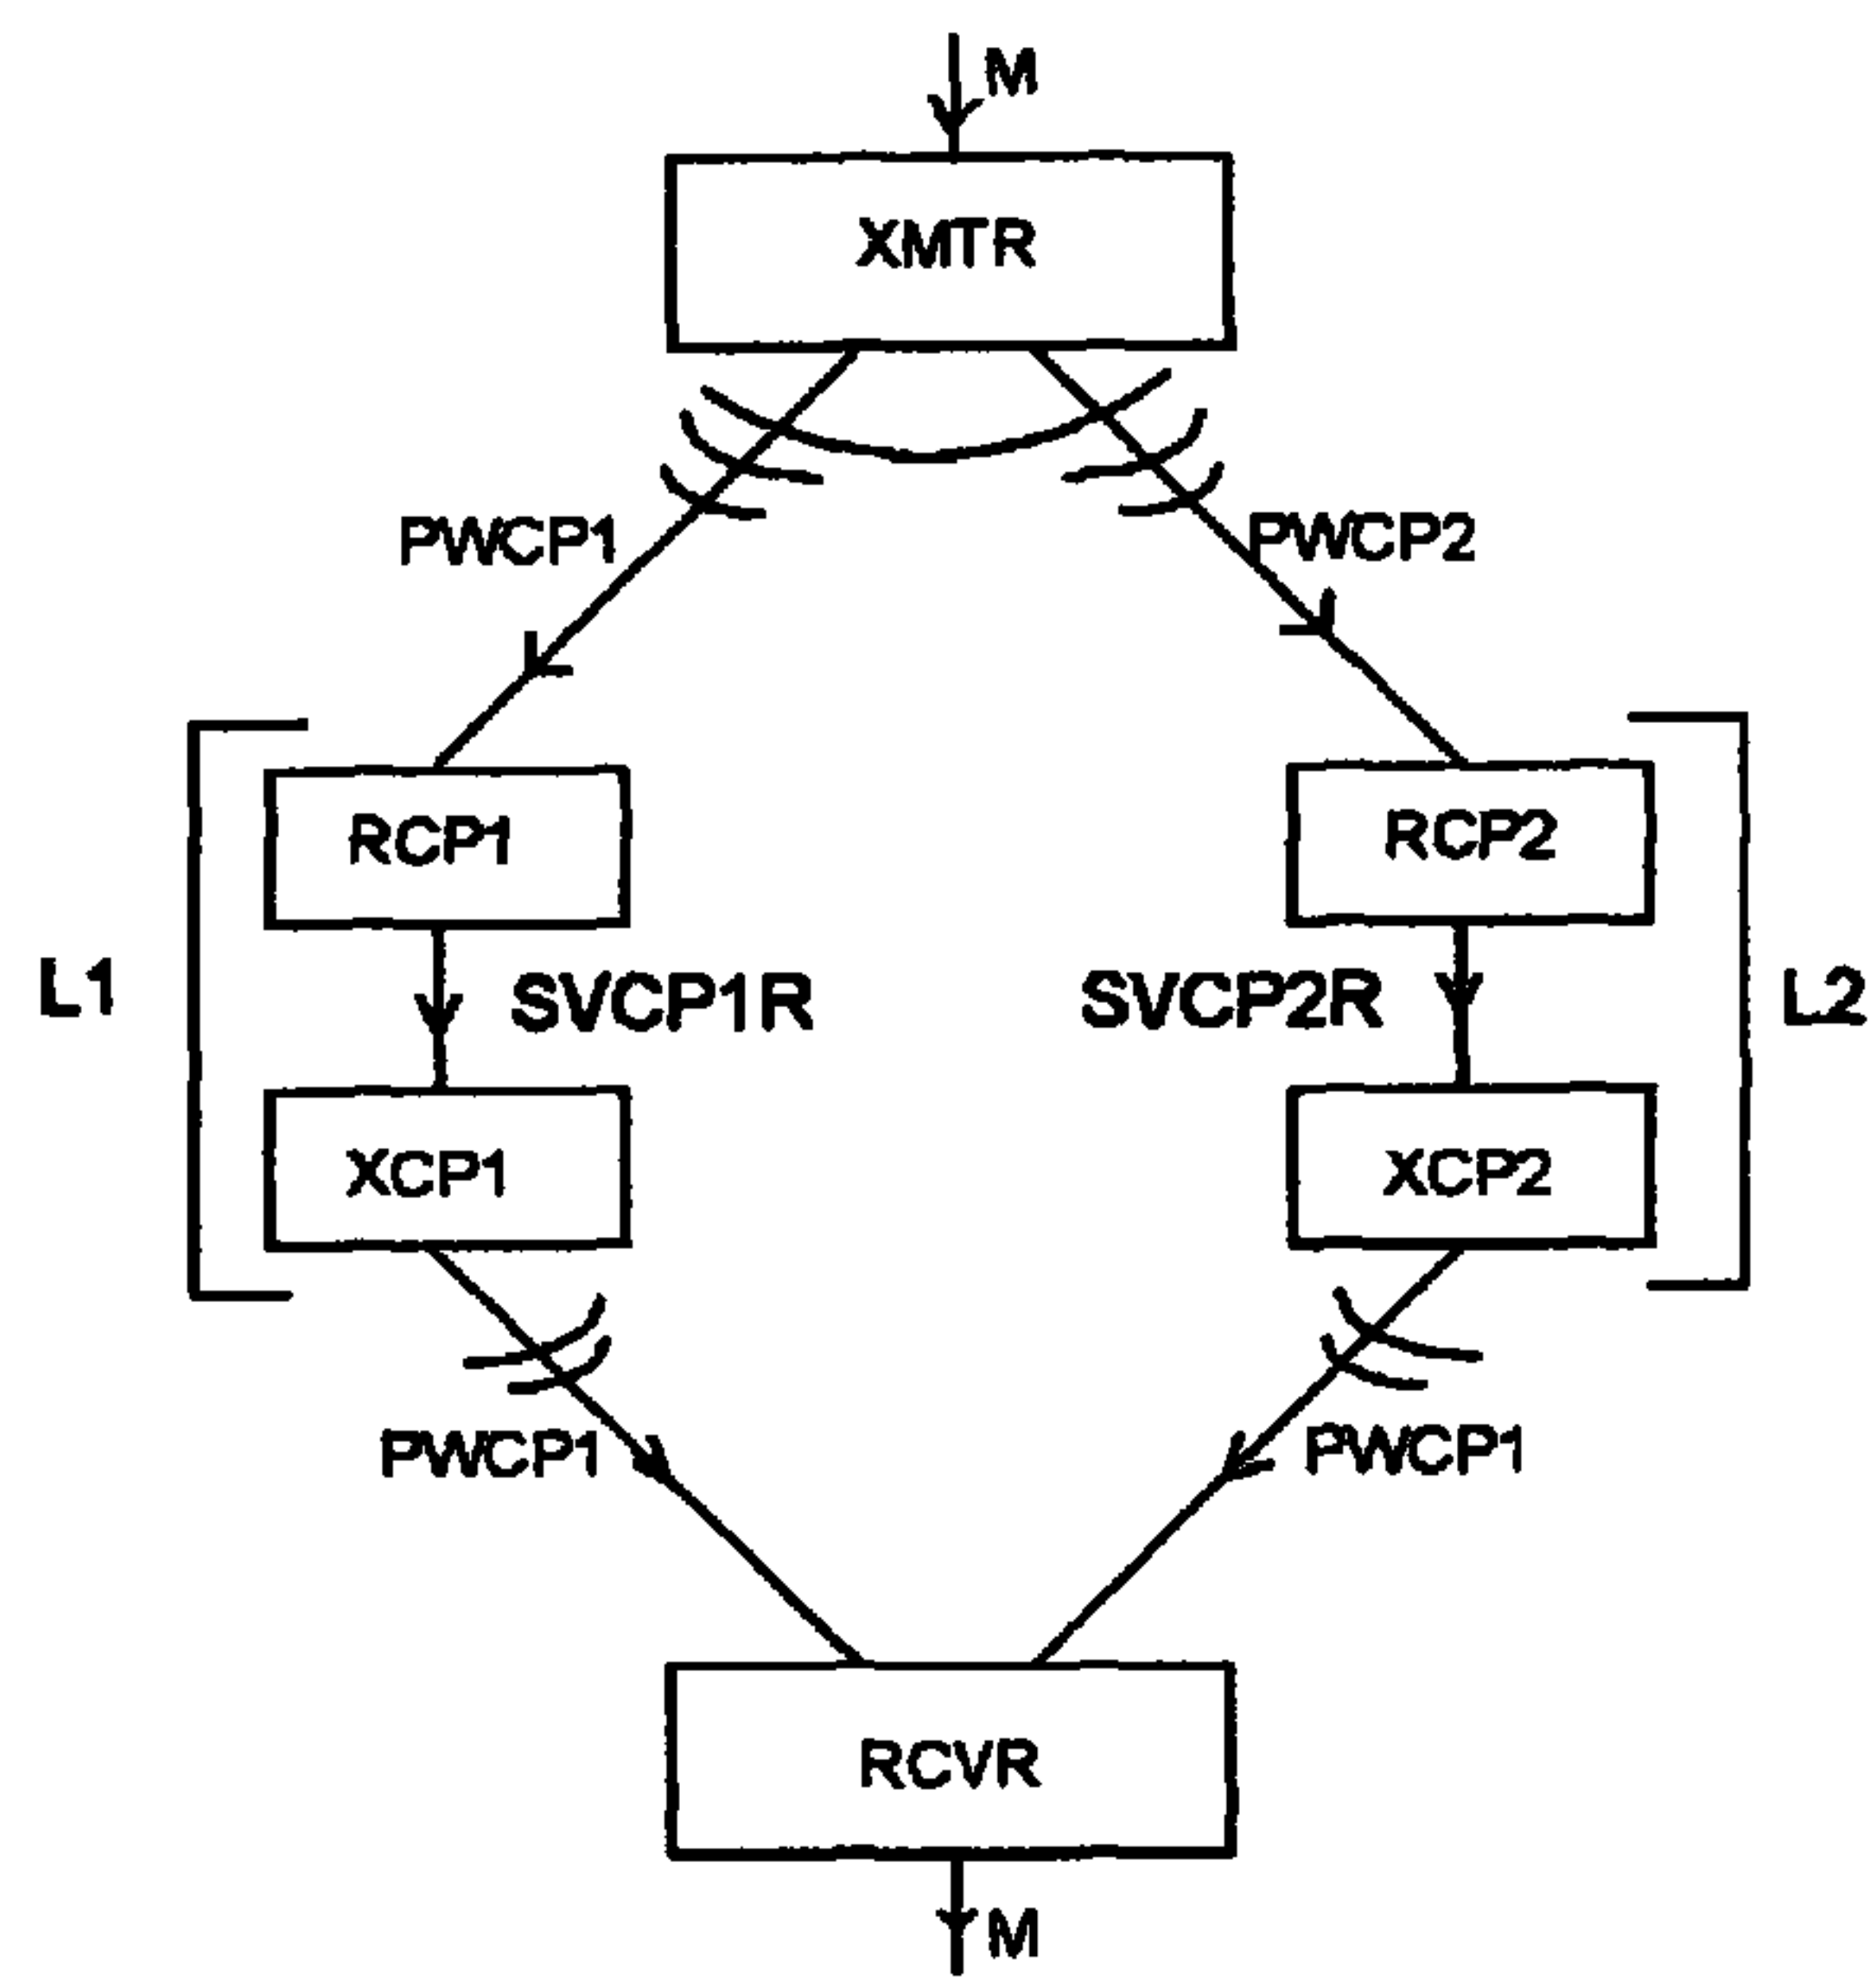 M
XMTR
PWCP1
PWCP2
RCP1
RCP2
L1
SVCP1R
SVCP2R
L2
XCP1
XCP2
PWCP1
PWCP1
RCVR
M